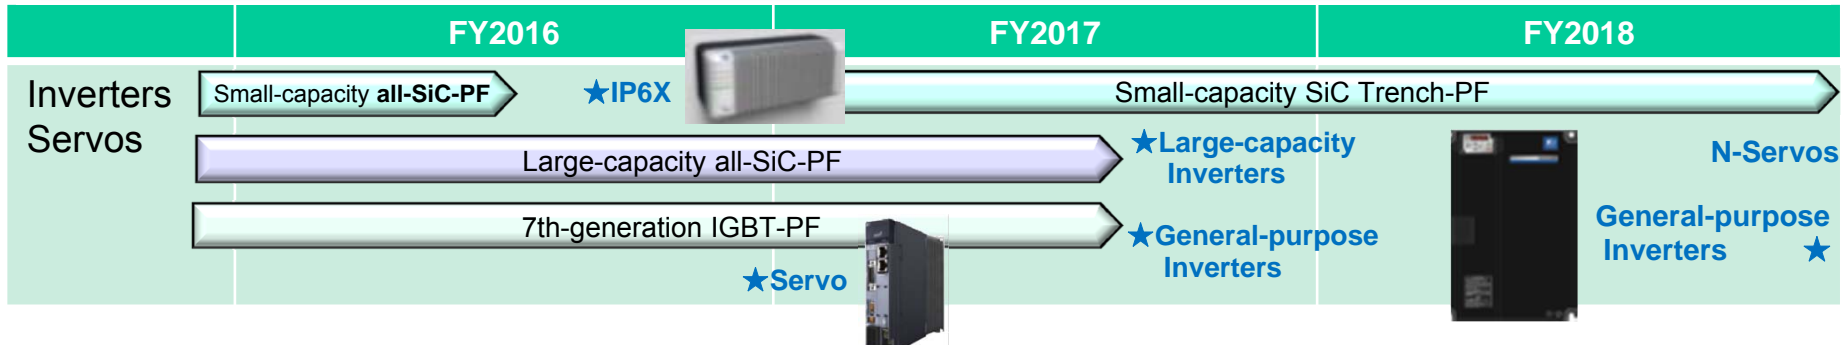 FY2016
FY2017
FY2018
Inverters
Servos
Small-capacity all-SiC-PF
★IP6X
Small-capacity SiC Trench-PF
Large-capacity all-SiC-PF
★Large-capacity
Inverters
N-Servos
7th-generation IGBT-PF
★General-purpose
Inverters
General-purpose
Inverters ★
★Servo